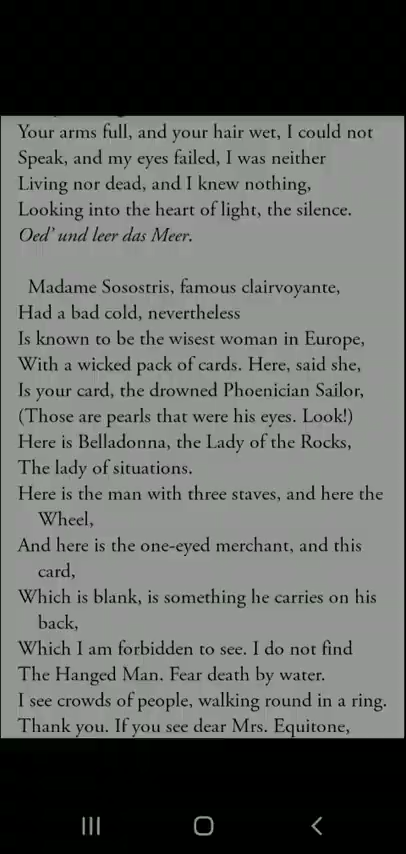 Your arms full, and your hair wet, I could not
Speak, and my eyes failed, I was neither
Living nor dead, and I knew nothing,
Looking into the heart of light, the silence.
Oed’ und leer das Meer.
Madame Sosostris, famous clairvoyante,
Had a bad cold, nevertheless
Is known to be the wisest woman in Europe,
With a wicked pack of cards. Here, said she,
Is your card, the drowned Phoenician Sailor,
(Those are pearls that were his eyes. Look!)
Here is Belladonna, the Lady of the Rocks,
The lady of situations.
Here is the man with three staves, and here the
Wheel,
And here is the one-eyed merchant, and this
card,
Which is blank, is something he carries on his
back,
Which I am forbidden to see. I do not find
The Hanged Man. Fear death by water.
I see crowds of people, walking round in a ring.
Thank you. If you see dear Mrs. Equitone,